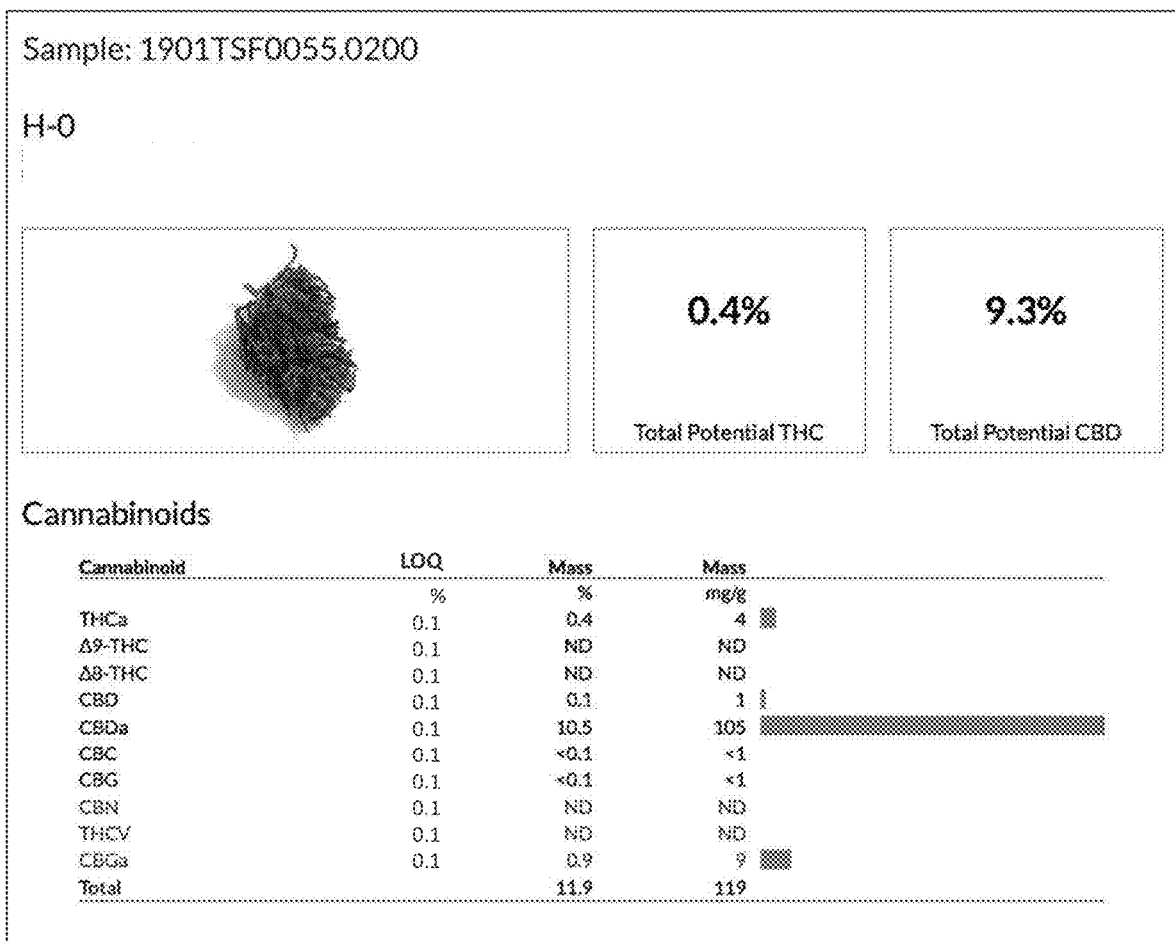 Sample: 1901TSF0055.0200
H-0
0.4%
Total Potential THC
9.3%
Total Potential CBD
Cannabinoids
Cannabinoid LOQ Mass Mass
% % mg/g
THCa 0.1 0.4 4
Δ9-THC 0.1 ND ND
Δ8-THC 0.1 ND ND
CBD 0.1 0.1 1
CBDa 0.1 10.5 105
CBC 0.1 <0.1 <1
CBG 0.1 <0.1 <1
CBN 0.1 ND ND
THCV 0.1 ND ND
CBGa 0.1 0.9 9
Total 11.9 119